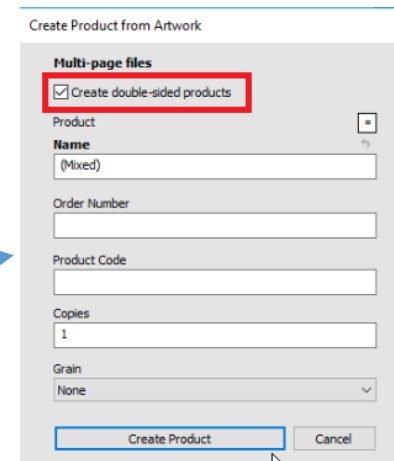 Create Product from Artwork
Multi-page files
Create double-sided products
Product *
Name
(Mixed)
Order Number
Product Code
Copies
1
Grain
None
Create Product Cancel